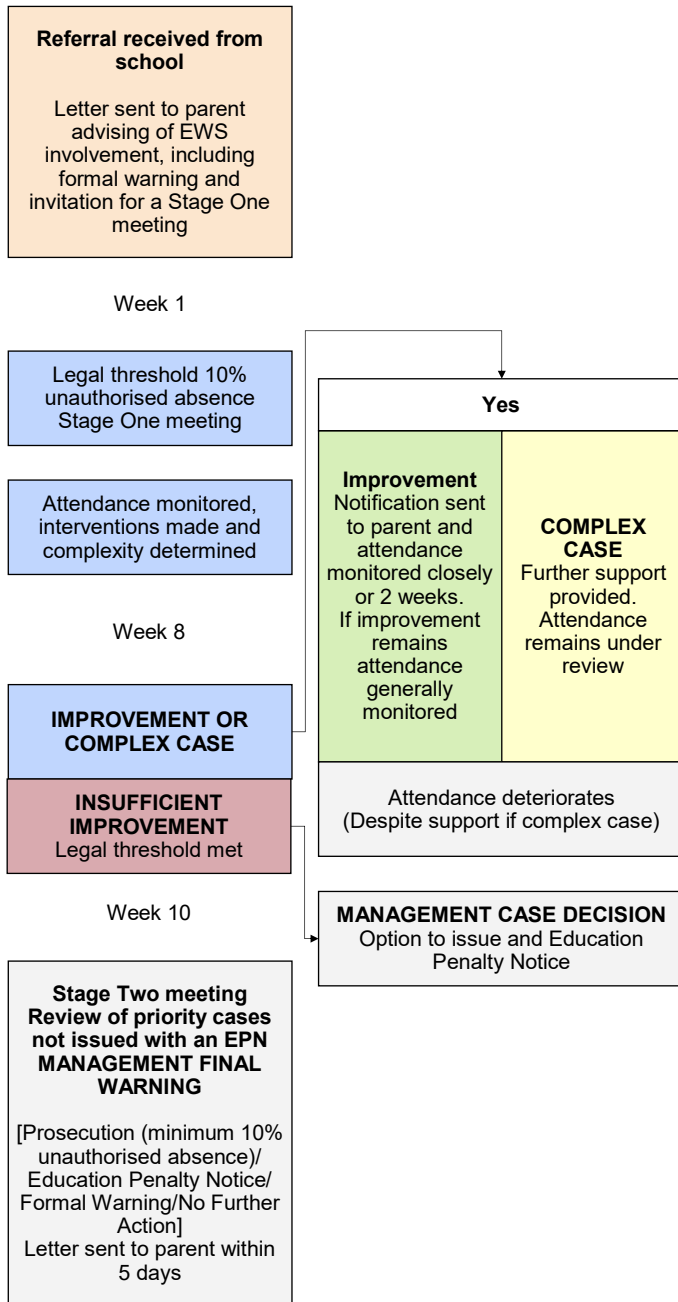 Referral received from
school
Letter sent to parent
advising of EWS
involvement, including
formal warning and
invitation for a Stage One
meeting
Week 1
Legal threshold 10%
unauthorised absence
Stage One meeting
Attendance monitored,
interventions made and
complexity determined
Week 8
IMPROVEMENT OR
COMPLEX CASE
INSUFFICIENT
IMPROVEMENT
Legal threshold met
Yes
Improvement
Notification sent
to parent and
attendance
monitored closely
or 2 weeks.
If improvement
remains
attendance
generally
monitored
COMPLEX
CASE
Further support
provided.
Attendance
remains under
review
Attendance deteriorates
(Despite support if complex case)
MANAGEMENT CASE DECISION
Option to issue and Education
Penalty Notice
Week 10
Stage Two meeting
Review of priority cases
not issued with an EPN
MANAGEMENT FINAL
WARNING
[Prosecution (minimum 10%
unauthorised absence)/
Education Penalty Notice/
Formal Warning/No Further
Action]
Letter sent to parent within
5 days